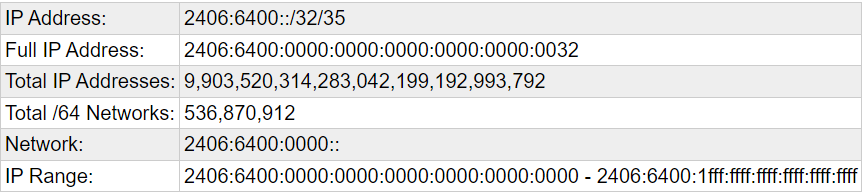 IP Address: 2406:6400::/32/35
Full IP Address: 2406:6400:0000:0000:0000:0000:0000:0032
Total IP Addresses: 9,903,520,314,283,042,199,192,993,792
Total /64 Networks: 536,870,912
Network: 2406:6400:0000::
IP Range: 2406:6400:0000:0000:0000:0000:0000:0000 - 2406:6400:1fff:ffff:ffff:ffff:ffff:ffff